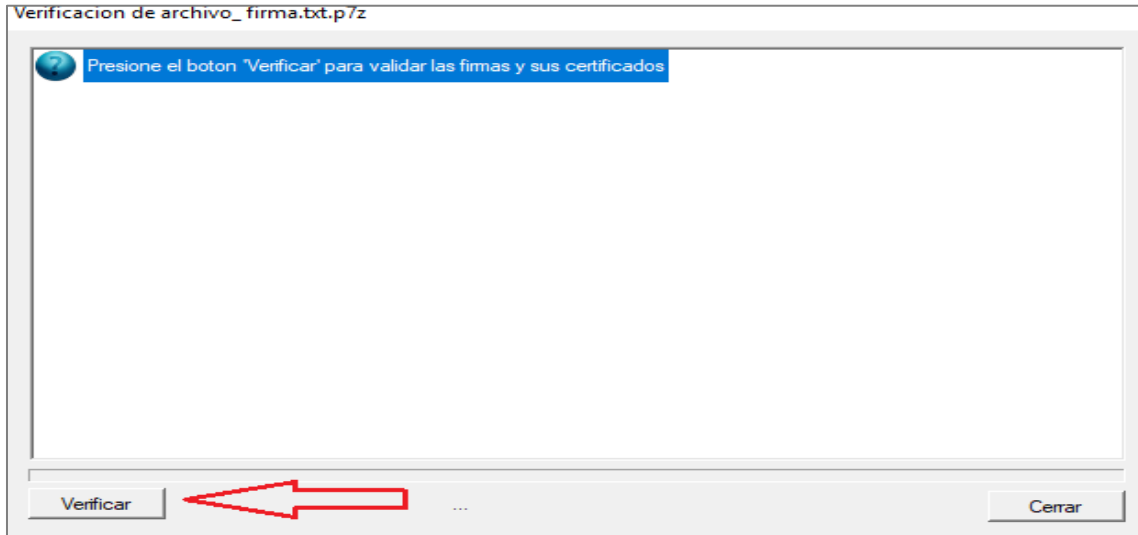 Verificacion de archivo_ firma.txt.p7z
Presione el boton 'Verificar' para validar las firmas y sus certificados
Verificar
...
Cerrar